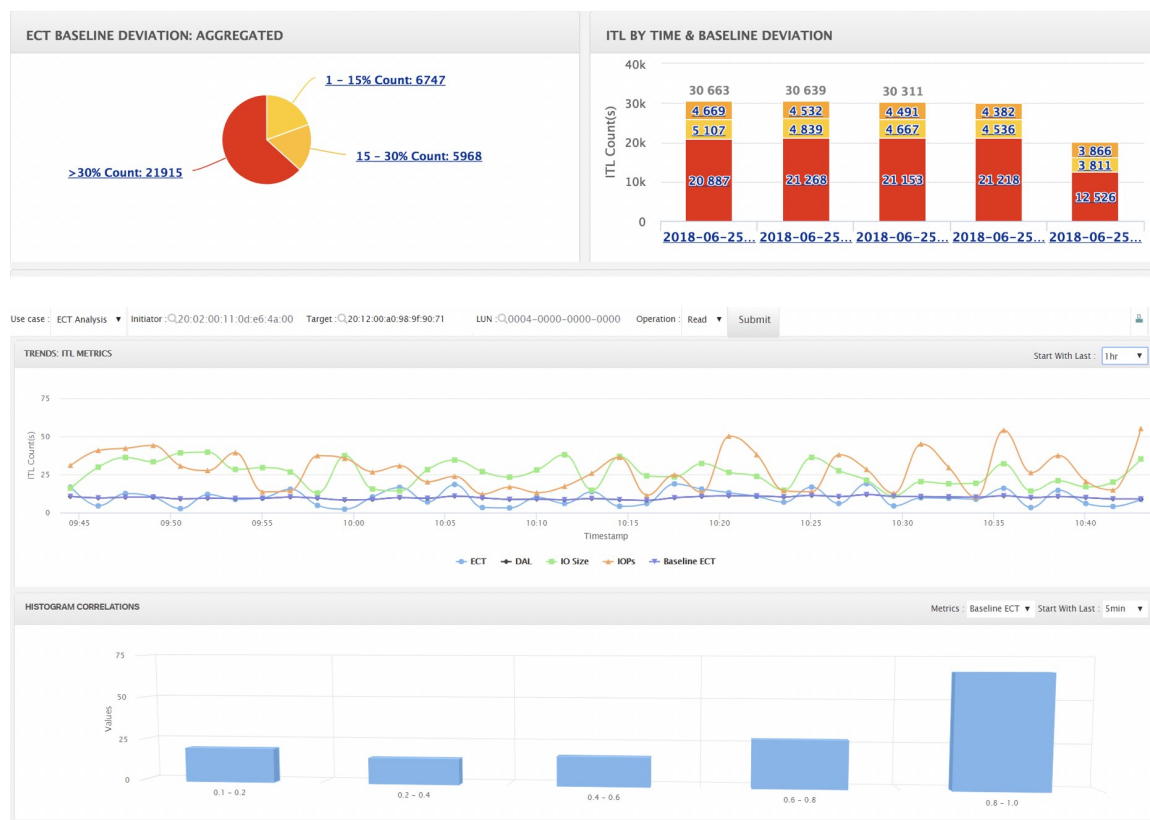 ECT BASELINE DEVIATION: AGGREGATED
1 – 15% Count: 6747
15 – 30% Count: 5968
>30% Count: 21915
ITL BY TIME & BASELINE DEVIATION
ITL Count(s)
40k
30k
20k
10k
0
30 663
30 639
30 311
4 669
4 532
4 491
4 382
3 866
5 107
4 839
4 667
4 536
3 811
20 887
21 268
21 153
21 218
12 526
2018-06-25... 2018-06-25... 2018-06-25... 2018-06-25... 2018-06-25...
Use case : ECT Analysis Initiator : 20:02:00:11:0d:e6:4a:00 Target : 20:12:00:a0:98:9f:90:71 LUN : 0004-0000-0000-0000 Operation : Read Submit
TRENDS: ITL METRICS
Start With Last : 1hr
ITL Count(s)
75
50
25
0
09:45 09:50 09:55 10:00 10:05 10:10 10:15 10:20 10:25 10:30 10:35 10:40
Timestamp
ECT DAL IO Size IOPs Baseline ECT
HISTOGRAM CORRELATIONS
Metrics : Baseline ECT Start With Last : 5min
Values
75
50
25
0
0.1 – 0.2 0.2 – 0.4 0.4 – 0.6 0.6 – 0.8 0.8 – 1.0